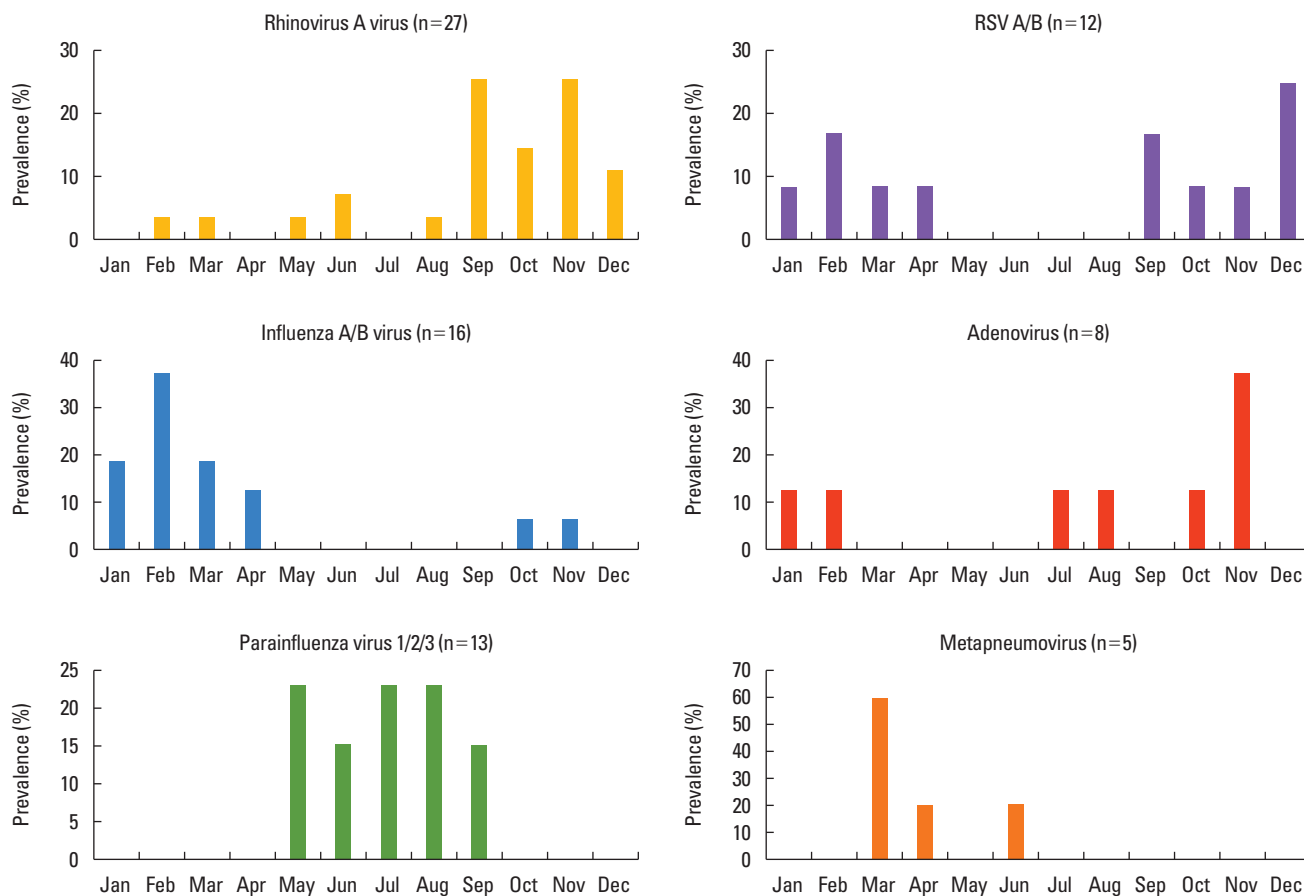 Rhinovirus A virus (n=27)
Prevalence (%)
30
20
10
0
Jan Feb Mar Apr May Jun Jul Aug Sep Oct Nov Dec
RSV A/B (n=12)
Prevalence (%)
30
20
10
0
Jan Feb Mar Apr May Jun Jul Aug Sep Oct Nov Dec
Influenza A/B virus (n=16)
Prevalence (%)
40
30
20
10
0
Jan Feb Mar Apr May Jun Jul Aug Sep Oct Nov Dec
Adenovirus (n=8)
Prevalence (%)
40
30
20
10
0
Jan Feb Mar Apr May Jun Jul Aug Sep Oct Nov Dec
Parainfluenza virus 1/2/3 (n=13)
Prevalence (%)
25
20
15
10
5
0
Jan Feb Mar Apr May Jun Jul Aug Sep Oct Nov Dec
Metapneumovirus (n=5)
Prevalence (%)
70
60
50
40
30
20
10
0
Jan Feb Mar Apr May Jun Jul Aug Sep Oct Nov Dec